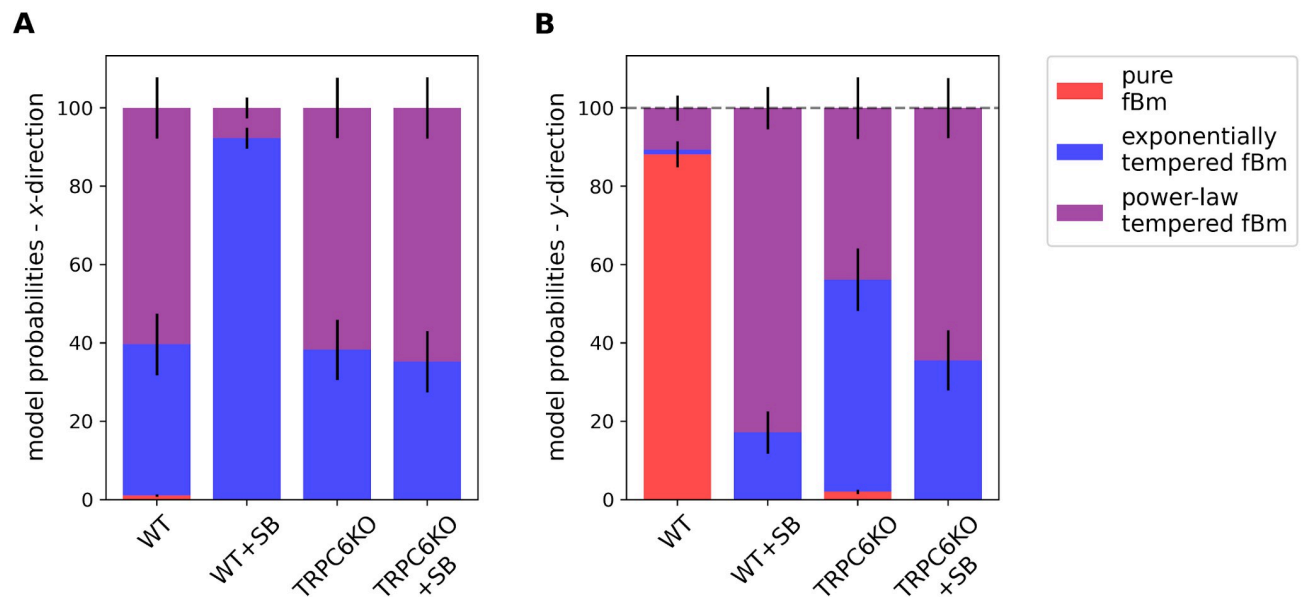 A
B
model probabilities - x-direction
100
80
60
40
20
0
WT
WT+SB
TRPC6KO
TRPC6KO
+SB
model probabilities - y-direction
100
80
60
40
20
0
WT
WT+SB
TRPC6KO
TRPC6KO
+SB
pure
fBm
exponentially
tempered fBm
power-law
tempered fBm